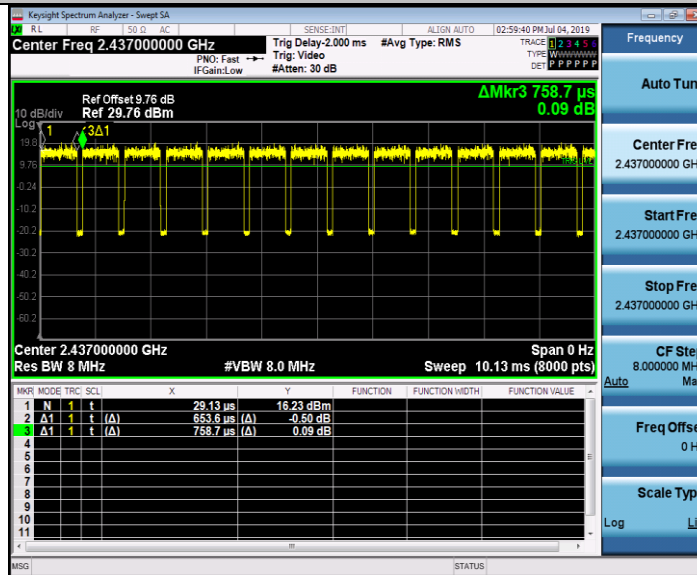 Keysight Spectrum Analyzer - Swept SA
RL RF 50 Ω AC SENSE:INT ALIGN AUTO 02:59:40 PM Jul 04, 2019
Center Freq 2.437000000 GHz
PNO: Fast
IFGain:Low
Trig Delay-2.000 ms
Trig: Video
#Atten: 30 dB
#Avg Type: RMS
TRACE 1 2 3 4 5 6
TYPE WWWWWW
DET P P P P P P
Ref Offset 9.76 dB
10 dB/div Ref 29.76 dBm
Log
ΔMkr3 758.7 µs
0.09 dB
1
3Δ1
19.8
9.76
-0.24
-10.2
-20.2
-30.2
-40.2
-50.2
-60.2
Center 2.437000000 GHz Span 0 Hz
Res BW 8 MHz #VBW 8.0 MHz Sweep 10.13 ms (8000 pts)
MKR MODE TRC SCL X Y FUNCTION FUNCTION WIDTH FUNCTION VALUE
1 N 1 t 29.13 µs 16.23 dBm
2 Δ1 1 t (Δ) 653.6 µs (Δ) -0.50 dB
3 Δ1 1 t (Δ) 758.7 µs (Δ) 0.09 dB
4
5
6
7
8
9
10
11
MSG STATUS
Frequency
Auto Tun
Center Fre
2.437000000 GH
Start Fre
2.437000000 GH
Stop Fre
2.437000000 GH
CF Ste
8.000000 MH
Auto Ma
Freq Offse
0 H
Scale Typ
Log Li